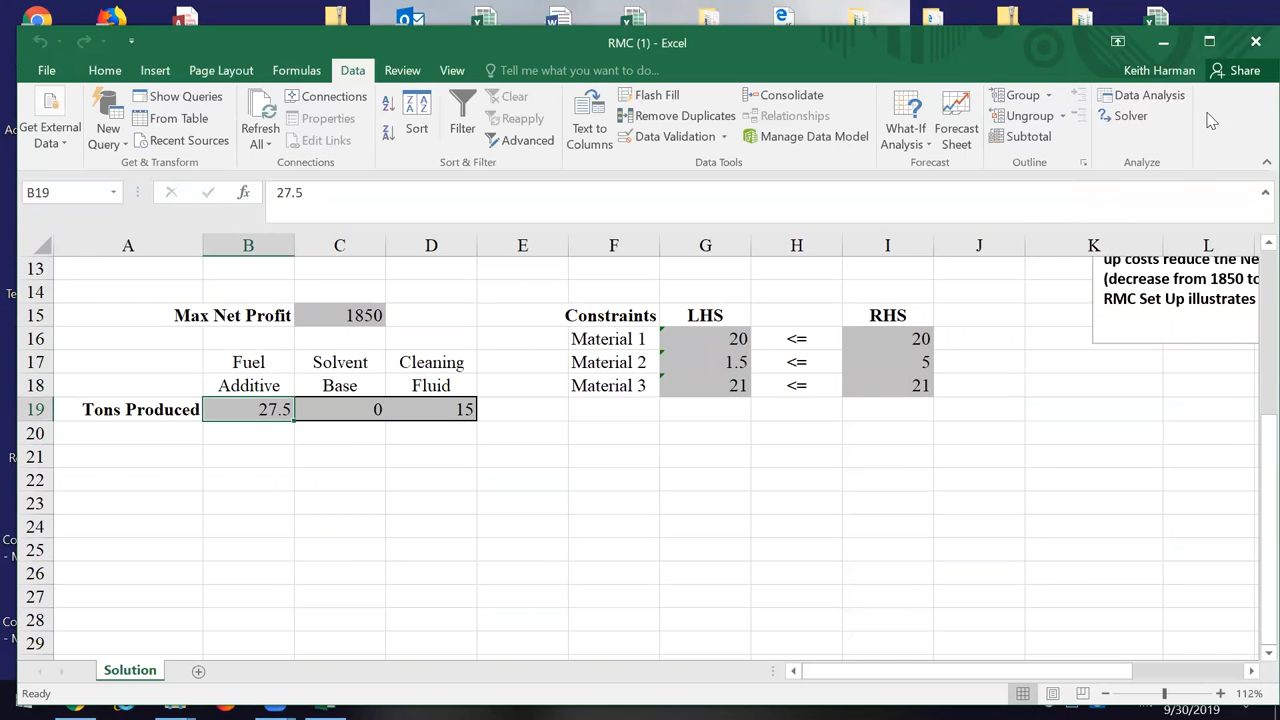 RMC (1) - Excel
File Home Insert Page Layout Formulas Data Review View Tell me what you want to do... Keith Harman Share
Get External Data
New Query
Show Queries
From Table
Recent Sources
Get & Transform
Refresh All
Connections
Properties
Edit Links
Connections
Sort
Filter
Clear
Reapply
Advanced
Sort & Filter
Text to Columns
Flash Fill
Remove Duplicates
Data Validation
Consolidate
Relationships
Manage Data Model
Data Tools
What-If Analysis
Forecast Sheet
Forecast
Group
Ungroup
Subtotal
Outline
Data Analysis
Solver
Analyze
B19 fx 27.5
A B C D E F G H I J K L
13 up costs reduce the Ne
14 (decrease from 1850 to
RMC Set Up illustrates
15 Max Net Profit 1850 Constraints LHS RHS
16 Material 1 20 <= 20
17 Fuel Solvent Cleaning Material 2 1.5 <= 5
18 Additive Base Fluid Material 3 21 <= 21
19 Tons Produced 27.5 0 15
20
21
22
23
24
25
26
27
28
29
Solution
Ready 112%
9/30/2019